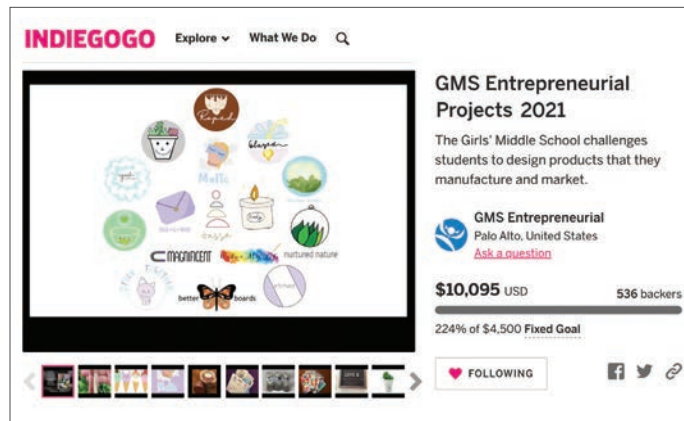 INDIEGOGO Explore What We Do
GMS Entrepreneurial
Projects 2021
The Girls' Middle School challenges
students to design products that they
manufacture and market.
GMS Entrepreneurial
Palo Alto, United States
Ask a question
$10,095 USD 536 backers
224% of $4,500 Fixed Goal
FOLLOWING
MAGNIFICENT
nurtured nature
better boards